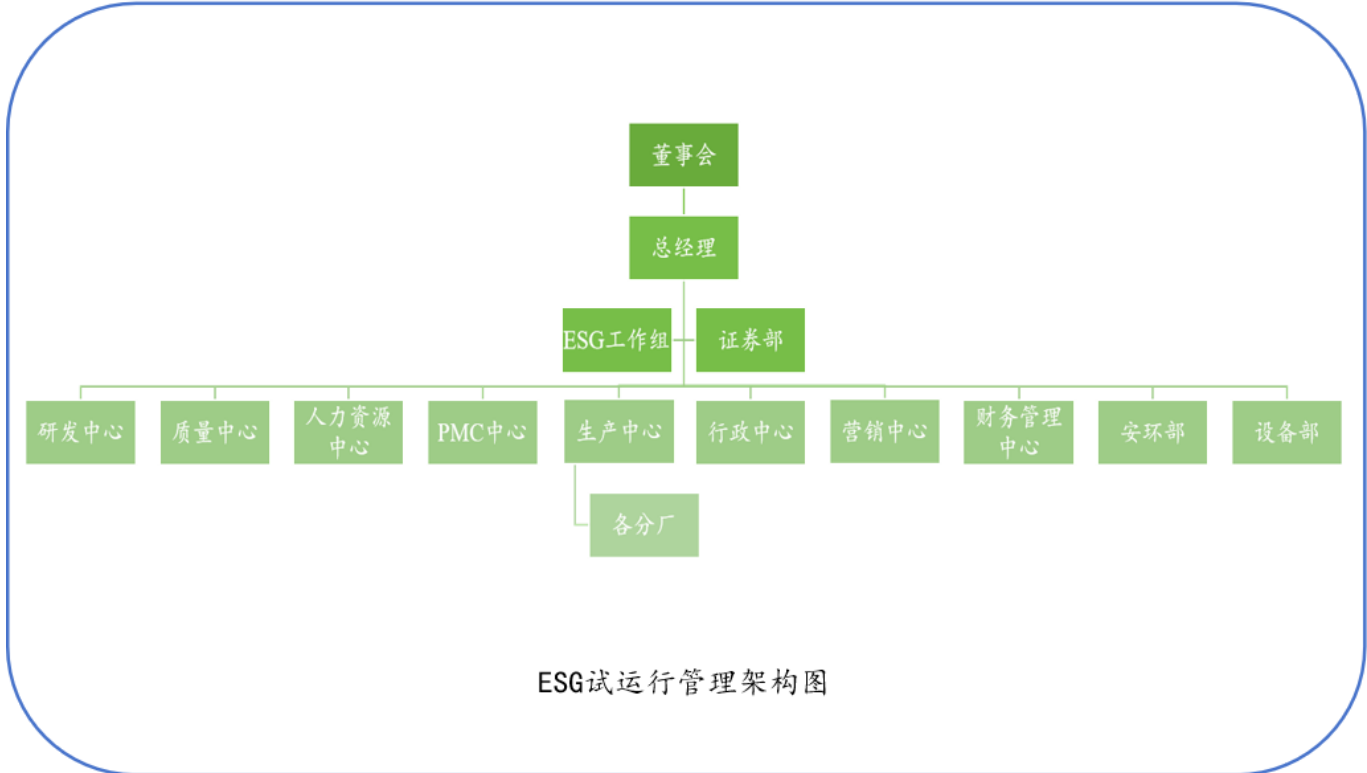 董事会
总经理
ESG工作组
证券部
研发中心
质量中心
人力资源
中心
PMC中心
生产中心
行政中心
营销中心
财务管理
中心
安环部
设备部
各分厂
ESG试运行管理架构图